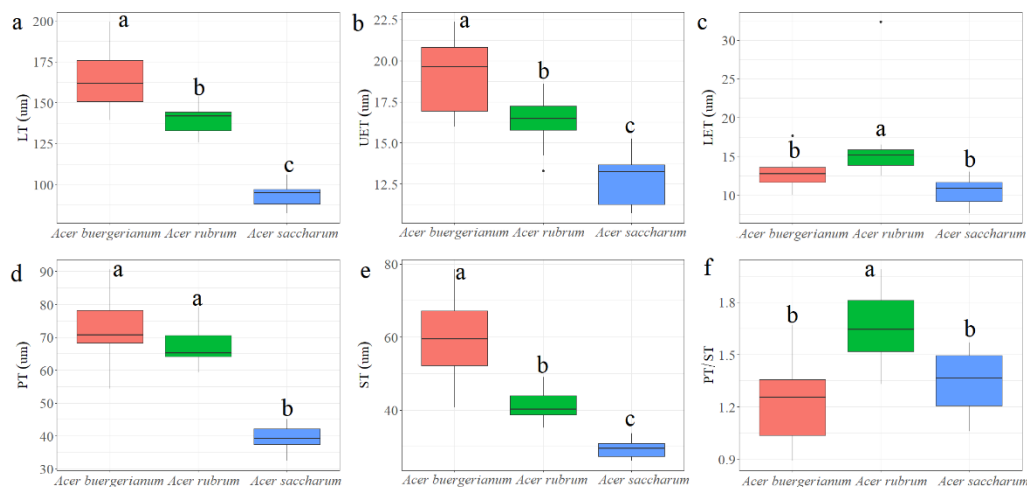 a
200
175
150
125
100
LT (um)
a
b
c
Acer buergerianum Acer rubrum Acer saccharum
b
22.5
20.0
17.5
15.0
12.5
UET (um)
a
b
c
Acer buergerianum Acer rubrum Acer saccharum
c
30
25
20
15
10
LET (um)
b
a
b
Acer buergerianum Acer rubrum Acer saccharum
d
90
80
70
60
50
40
30
PT (um)
a
a
b
Acer buergerianum Acer rubrum Acer saccharum
e
80
60
40
ST (um)
a
b
c
Acer buergerianum Acer rubrum Acer saccharum
f
1.8
1.5
1.2
0.9
PT/ST
b
a
b
Acer buergerianum Acer rubrum Acer saccharum